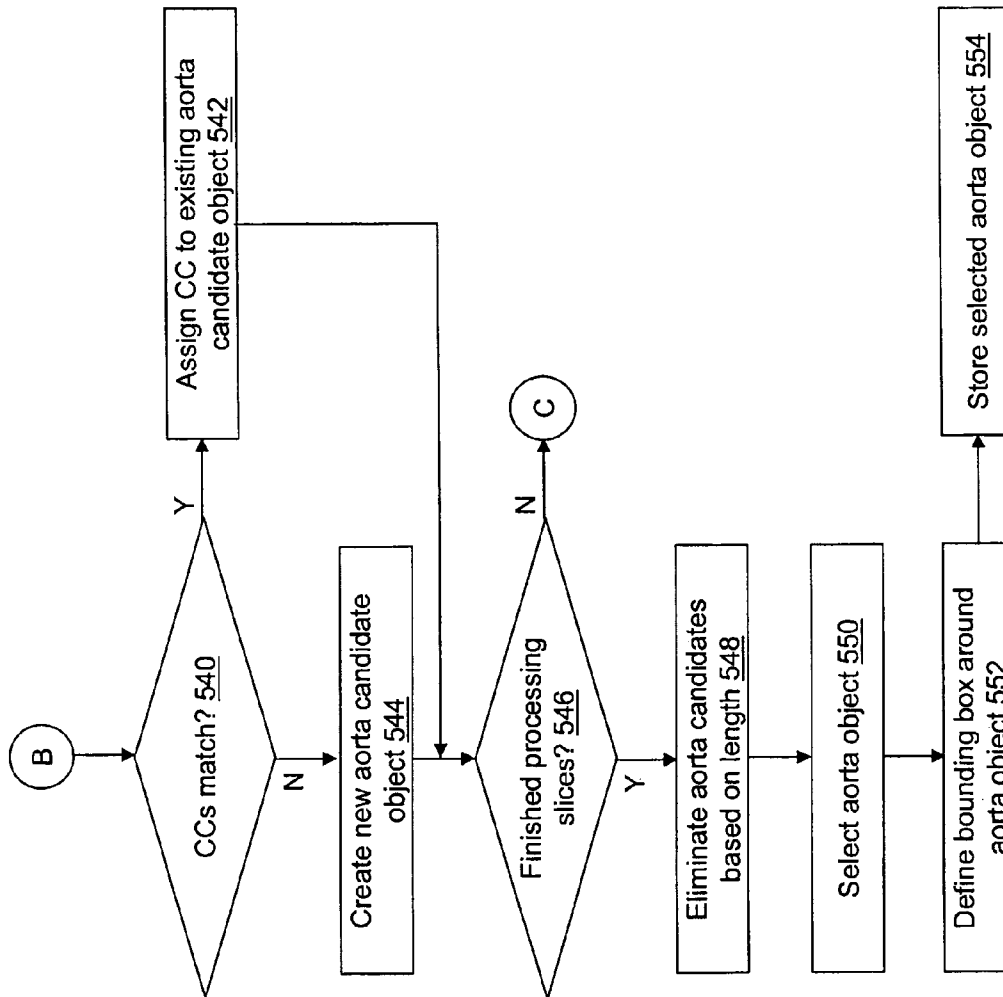 B
CCs match? 540
Y
Assign CC to existing aorta
candidate object 542
N
Create new aorta candidate
object 544
Finished processing
slices? 546
N
C
Y
Eliminate aorta candidates
based on length 548
Select aorta object 550
Define bounding box around
aorta object 552
Store selected aorta object 554